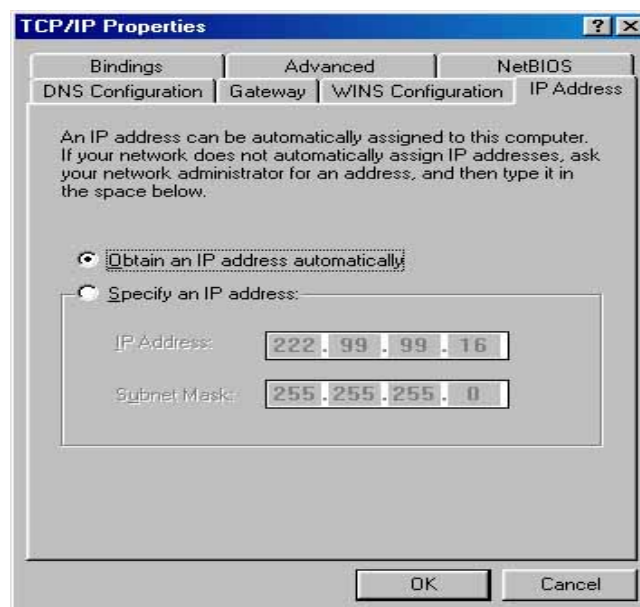 TCP/IP Properties
? ×
Bindings Advanced NetBIOS
DNS Configuration Gateway WINS Configuration IP Address
An IP address can be automatically assigned to this computer.
If your network does not automatically assign IP addresses, ask
your network administrator for an address, and then type it in
the space below.
Obtain an IP address automatically
Specify an IP address:
IP Address: 222 . 99 . 99 . 16
Subnet Mask: 255 . 255 . 255 . 0
OK Cancel